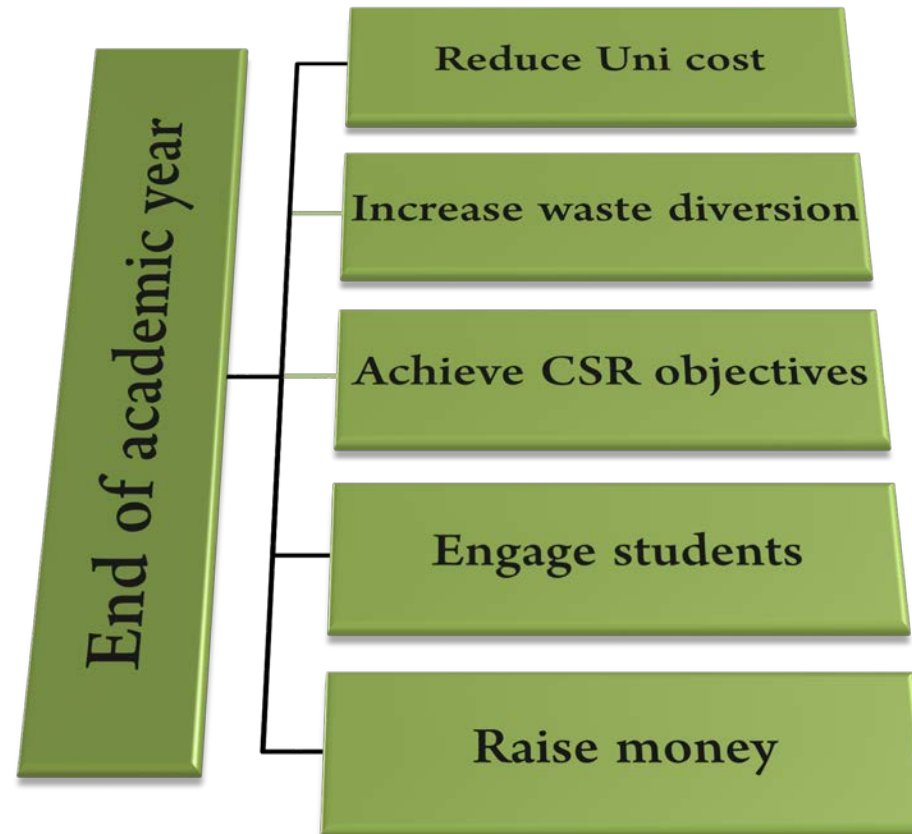 End of academic year
Reduce Uni cost
Increase waste diversion
Achieve CSR objectives
Engage students
Raise money